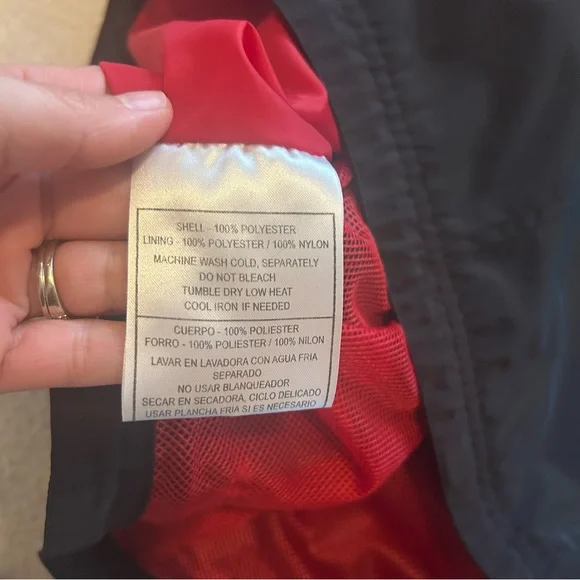 SHELL - 100% POLYESTER
LINING - 100% POLYESTER / 100% NYLON
MACHINE WASH COLD, SEPARATELY
DO NOT BLEACH
TUMBLE DRY LOW HEAT
COOL IRON IF NEEDED
CUERPO - 100% POLIESTER
FORRO - 100% POLIESTER / 100% NILON
LAVAR EN LAVADORA CON AGUA FRIA
SEPARADO
NO USAR BLANQUEADOR
SECAR EN SECADORA, CICLO DELICADO
USAR PLANCHA FRIA SI ES NECESARIO